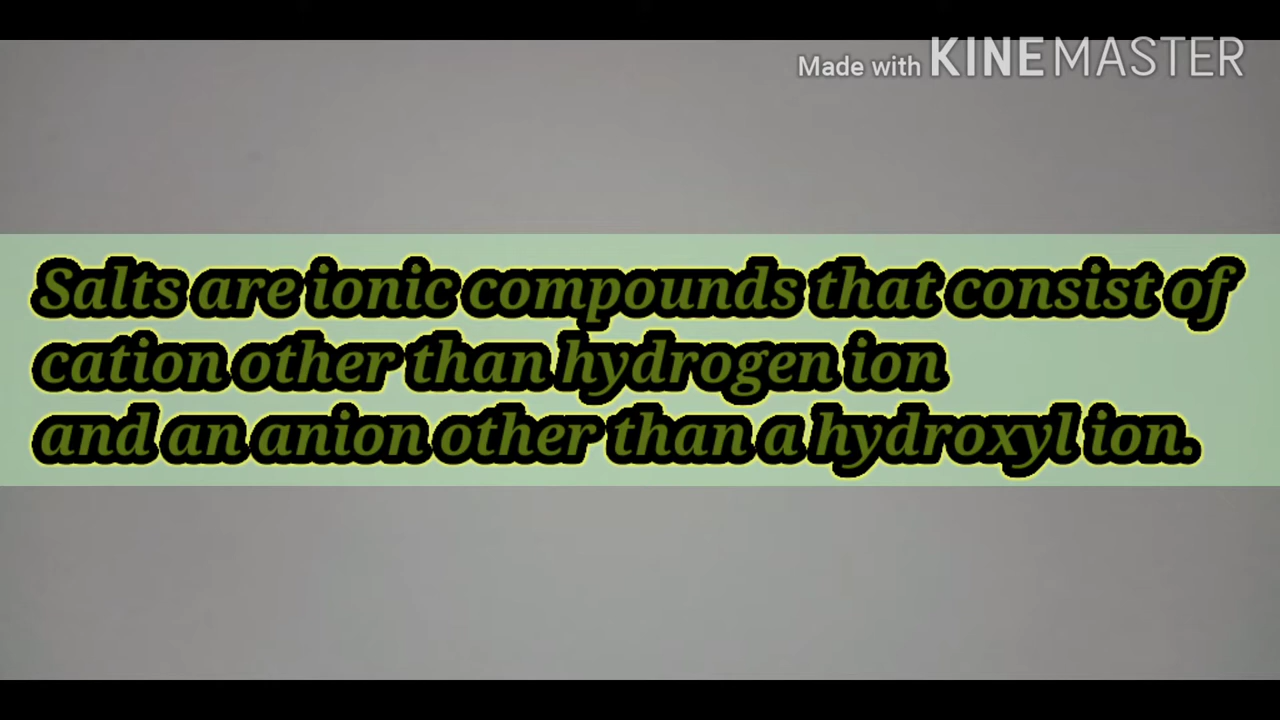 Made with KINEMASTER
Salts are ionic compounds that consist of
cation other than hydrogen ion
and an anion other than a hydroxyl ion.